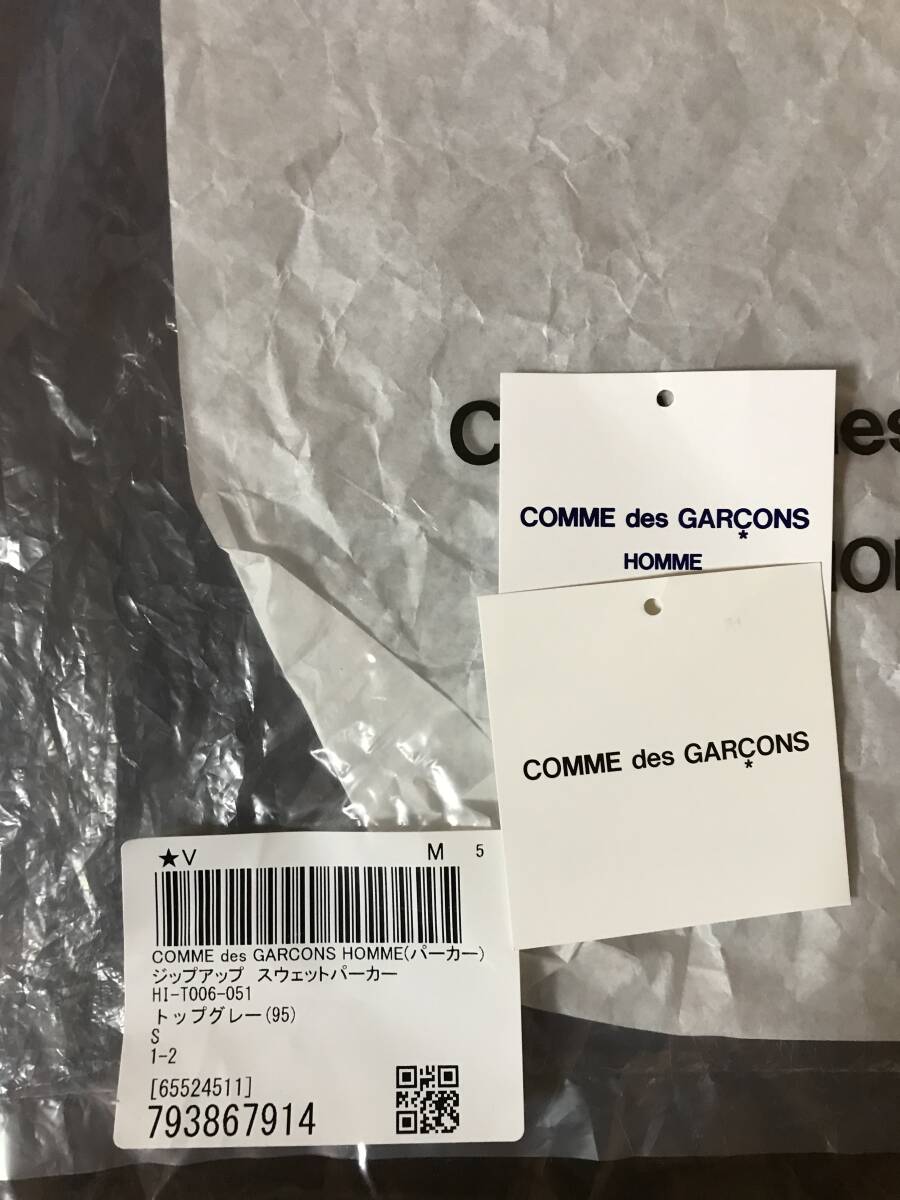 C
des
HO
COMME des GARÇONS
HOMME
COMME des GARÇONS
★V M 5
COMME des GARCONS HOMME(パーカー)
ジップアップ スウェットパーカー
HI-T006-051
トップグレー(95)
S
1-2
[65524511]
793867914